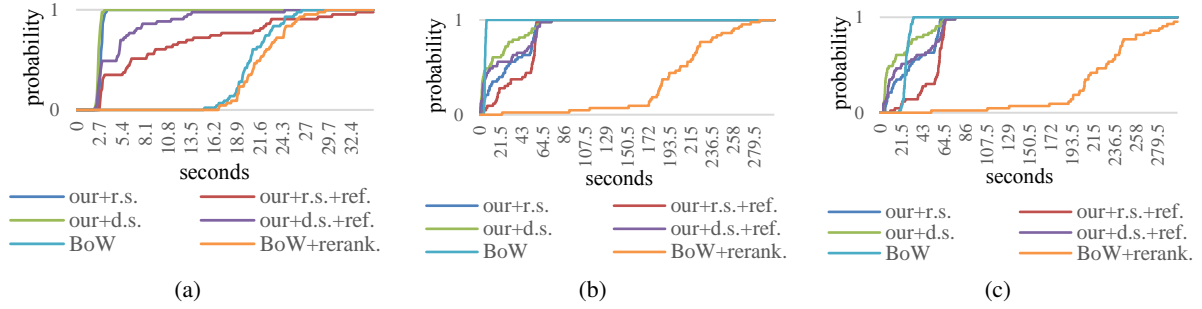 probability
1
0
0
2.7
5.4
8.1
10.8
13.5
16.2
18.9
21.6
24.3
27
29.7
32.4
seconds
our+r.s.
our+r.s.+ref.
our+d.s.
our+d.s.+ref.
BoW
BoW+rerank.
(a)
probability
1
0
0
21.5
43
64.5
86
107.5
129
150.5
172
193.5
215
236.5
258
279.5
seconds
our+r.s.
our+r.s.+ref.
our+d.s.
our+d.s.+ref.
BoW
BoW+rerank.
(b)
probability
1
0
0
21.5
43
64.5
86
107.5
129
150.5
172
193.5
215
236.5
258
279.5
seconds
our+r.s.
our+r.s.+ref.
our+d.s.
our+d.s.+ref.
BoW
BoW+rerank.
(c)